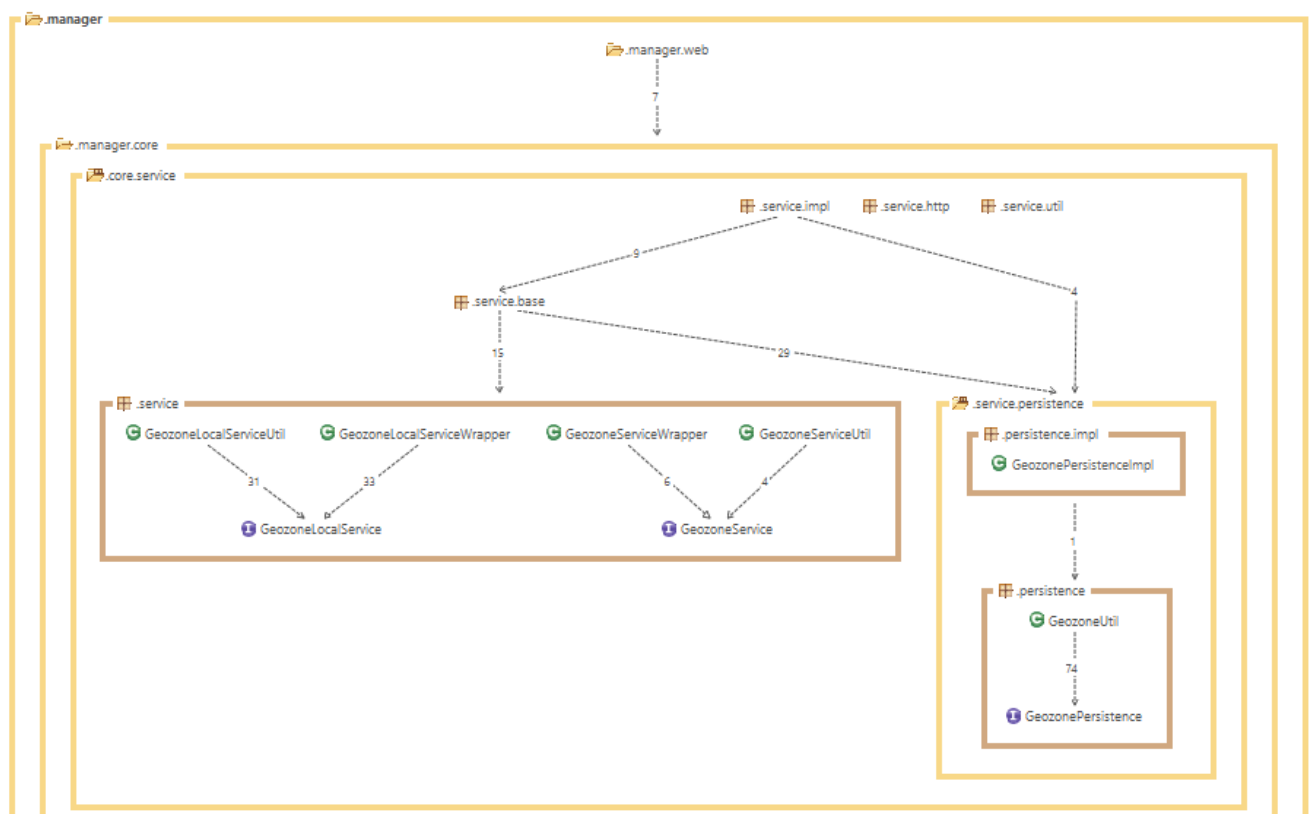 .manager
.manager.web
7
.manager.core
.core.service
.service.impl
.service.http
.service.util
9
4
.service.base
15
29
.service
.service.persistence
GeozoneLocalServiceUtil
GeozoneLocalServiceWrapper
GeozoneServiceWrapper
GeozoneServiceUtil
.persistence.impl
GeozonePersistenceImpl
31
33
6
4
GeozoneLocalService
GeozoneService
1
.persistence
GeozoneUtil
74
GeozonePersistence